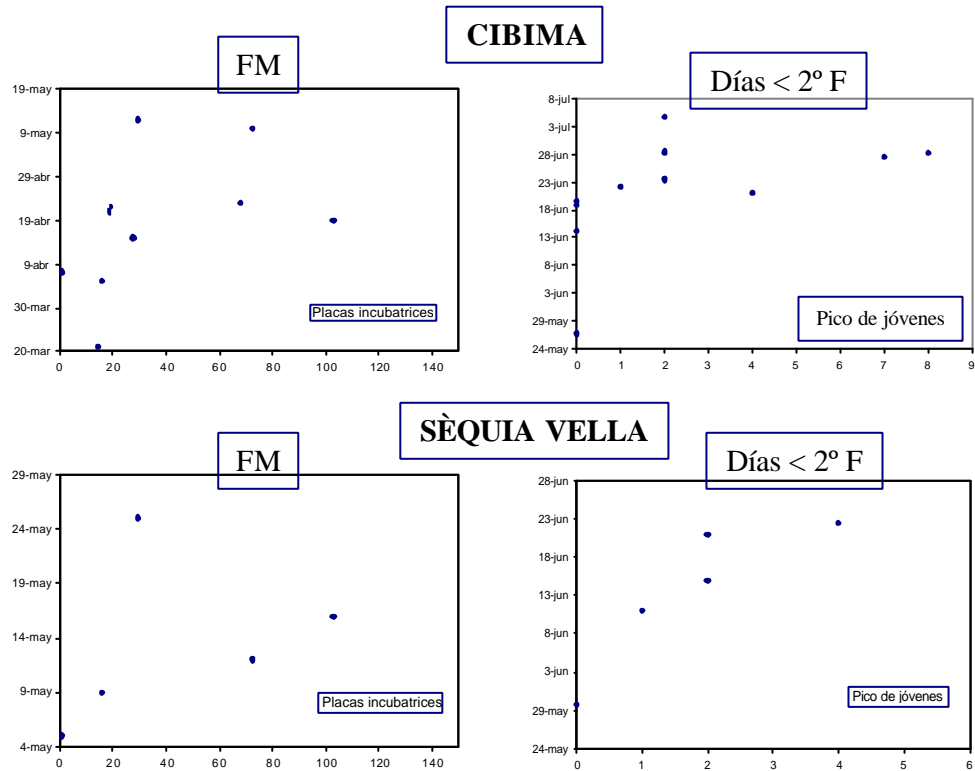 CIBIMA
FM
Días < 2º F
19-may
9-may
29-abr
19-abr
9-abr
30-mar
20-mar
Placas incubatrices
0 20 40 60 80 100 120 140
8-jul
3-jul
28-jun
23-jun
18-jun
13-jun
8-jun
3-jun
29-may
24-may
Pico de jóvenes
0 1 2 3 4 5 6 7 8 9
SÈQUIA VELLA
FM
Días < 2º F
29-may
24-may
19-may
14-may
9-may
4-may
Placas incubatrices
0 20 40 60 80 100 120 140
28-jun
23-jun
18-jun
13-jun
8-jun
3-jun
29-may
24-may
Pico de jóvenes
0 1 2 3 4 5 6